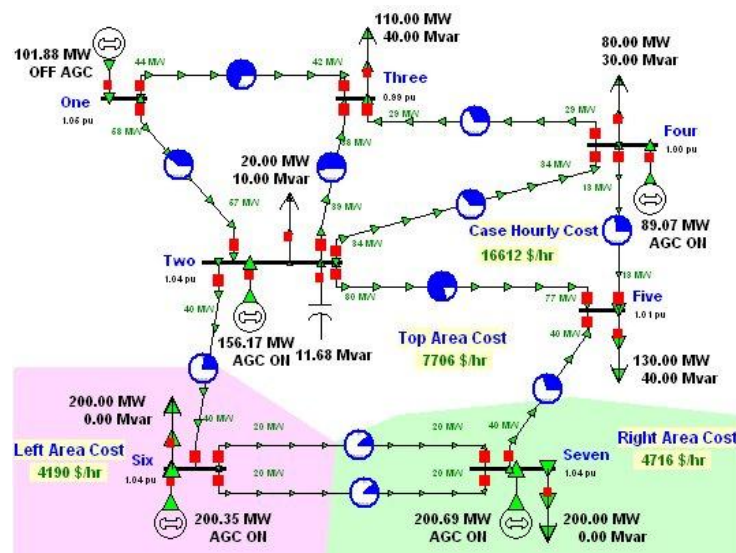 110.00 MW
40.00 Mvar
80.00 MW
30.00 Mvar
101.88 MW
OFF AGC
44 MW
42 MW
Three
0.99 pu
One
1.05 pu
29 MW
29 MW
Four
1.00 pu
58 MW
38 MW
20.00 MW
10.00 Mvar
34 MW
18 MW
89.07 MW
AGC ON
57 MW
39 MW
Case Hourly Cost
16612 $/hr
34 MW
Two
1.04 pu
18 MW
80 MW
77 MW
Five
1.01 pu
40 MW
40 MW
156.17 MW
AGC ON
11.68 Mvar
Top Area Cost
7706 $/hr
130.00 MW
40.00 Mvar
200.00 MW
0.00 Mvar
40 MW
20 MW
20 MW
40 MW
Left Area Cost
4190 $/hr
Six
1.04 pu
20 MW
20 MW
Seven
1.04 pu
Right Area Cost
4716 $/hr
200.35 MW
AGC ON
200.69 MW
AGC ON
200.00 MW
0.00 Mvar